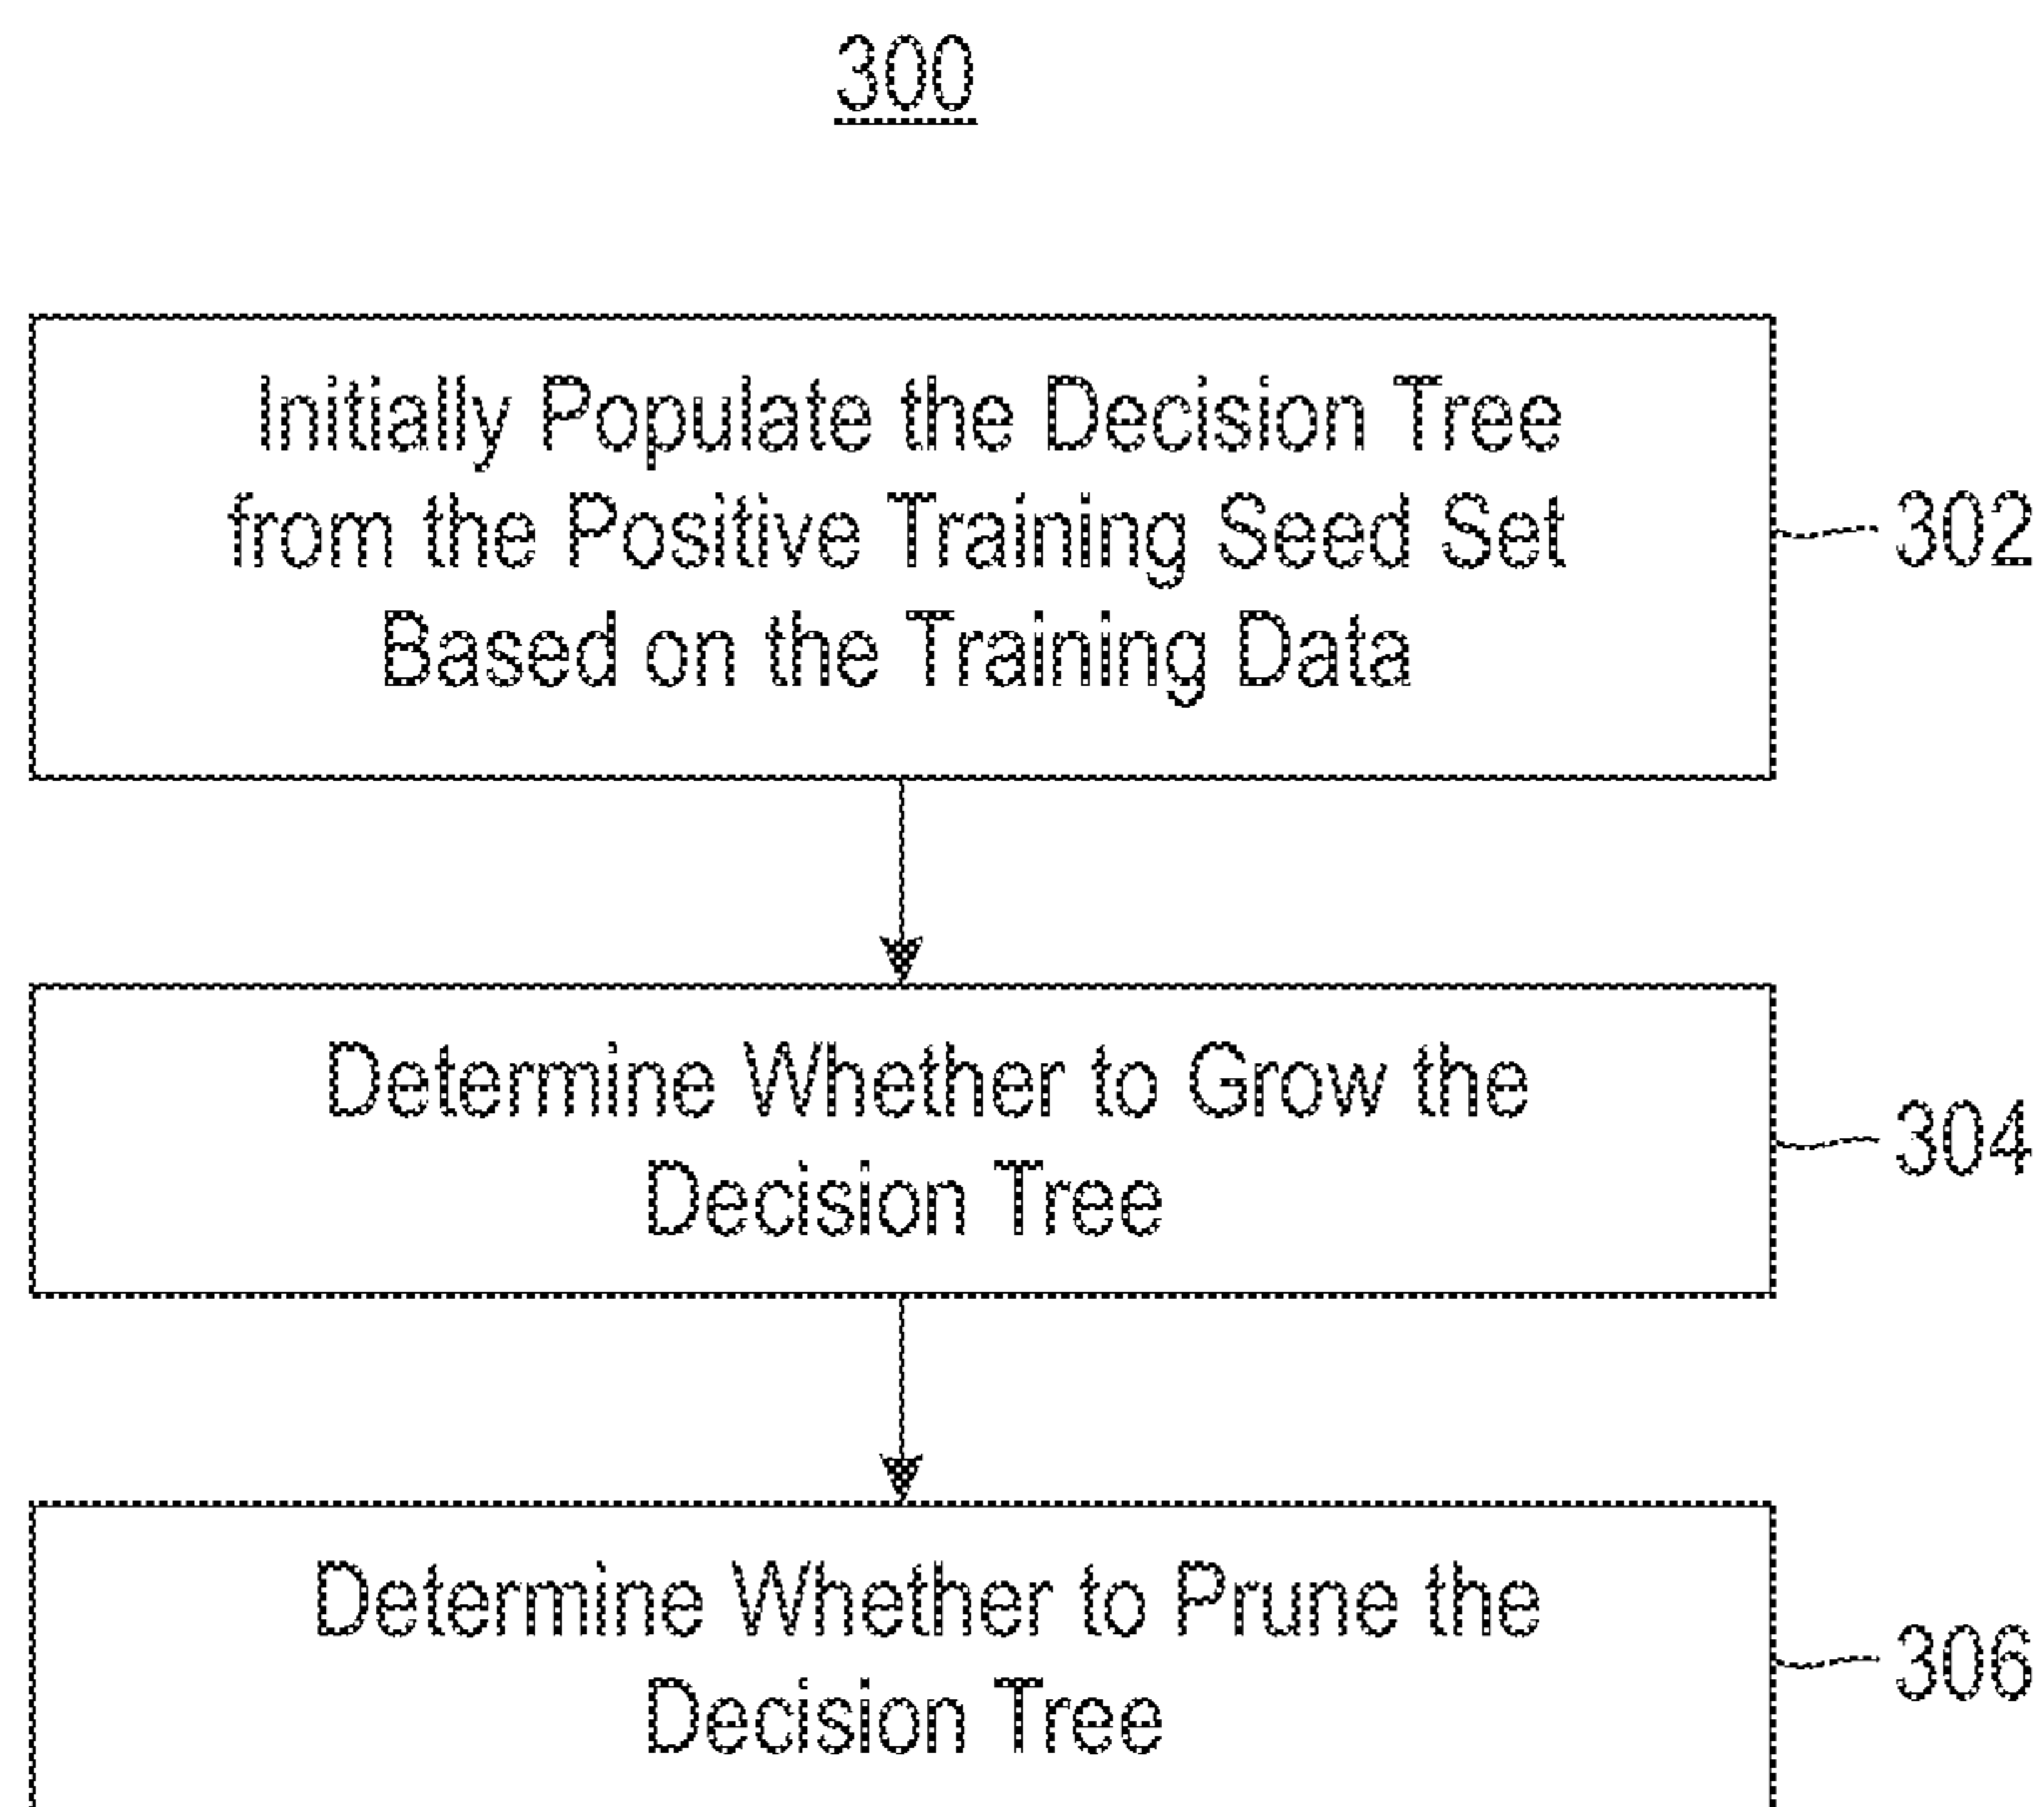 300
Initially Populate the Decision Tree
from the Positive Training Seed Set
Based on the Training Data
302
Determine Whether to Grow the
Decision Tree
304
Determine Whether to Prune the
Decision Tree
306